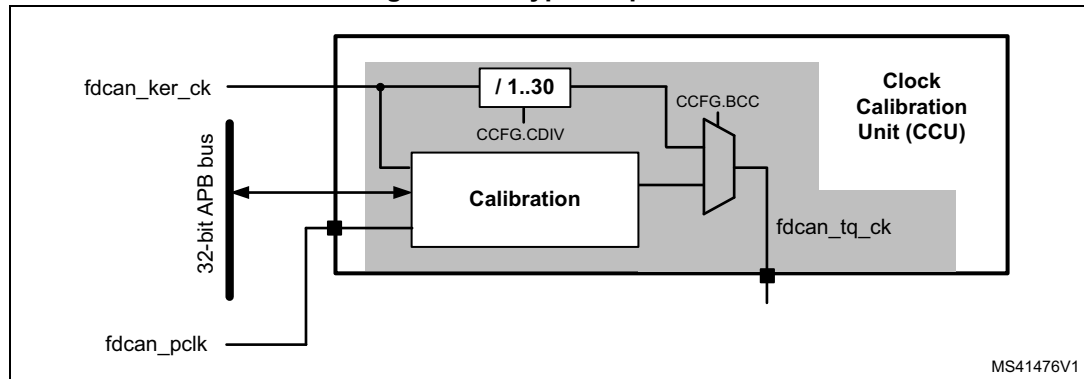 fdcan_ker_ck
/ 1..30
CCFG.CDIV
CCFG.BCC
Clock
Calibration
Unit (CCU)
32-bit APB bus
Calibration
fdcan_tq_ck
fdcan_pclk
MS41476V1